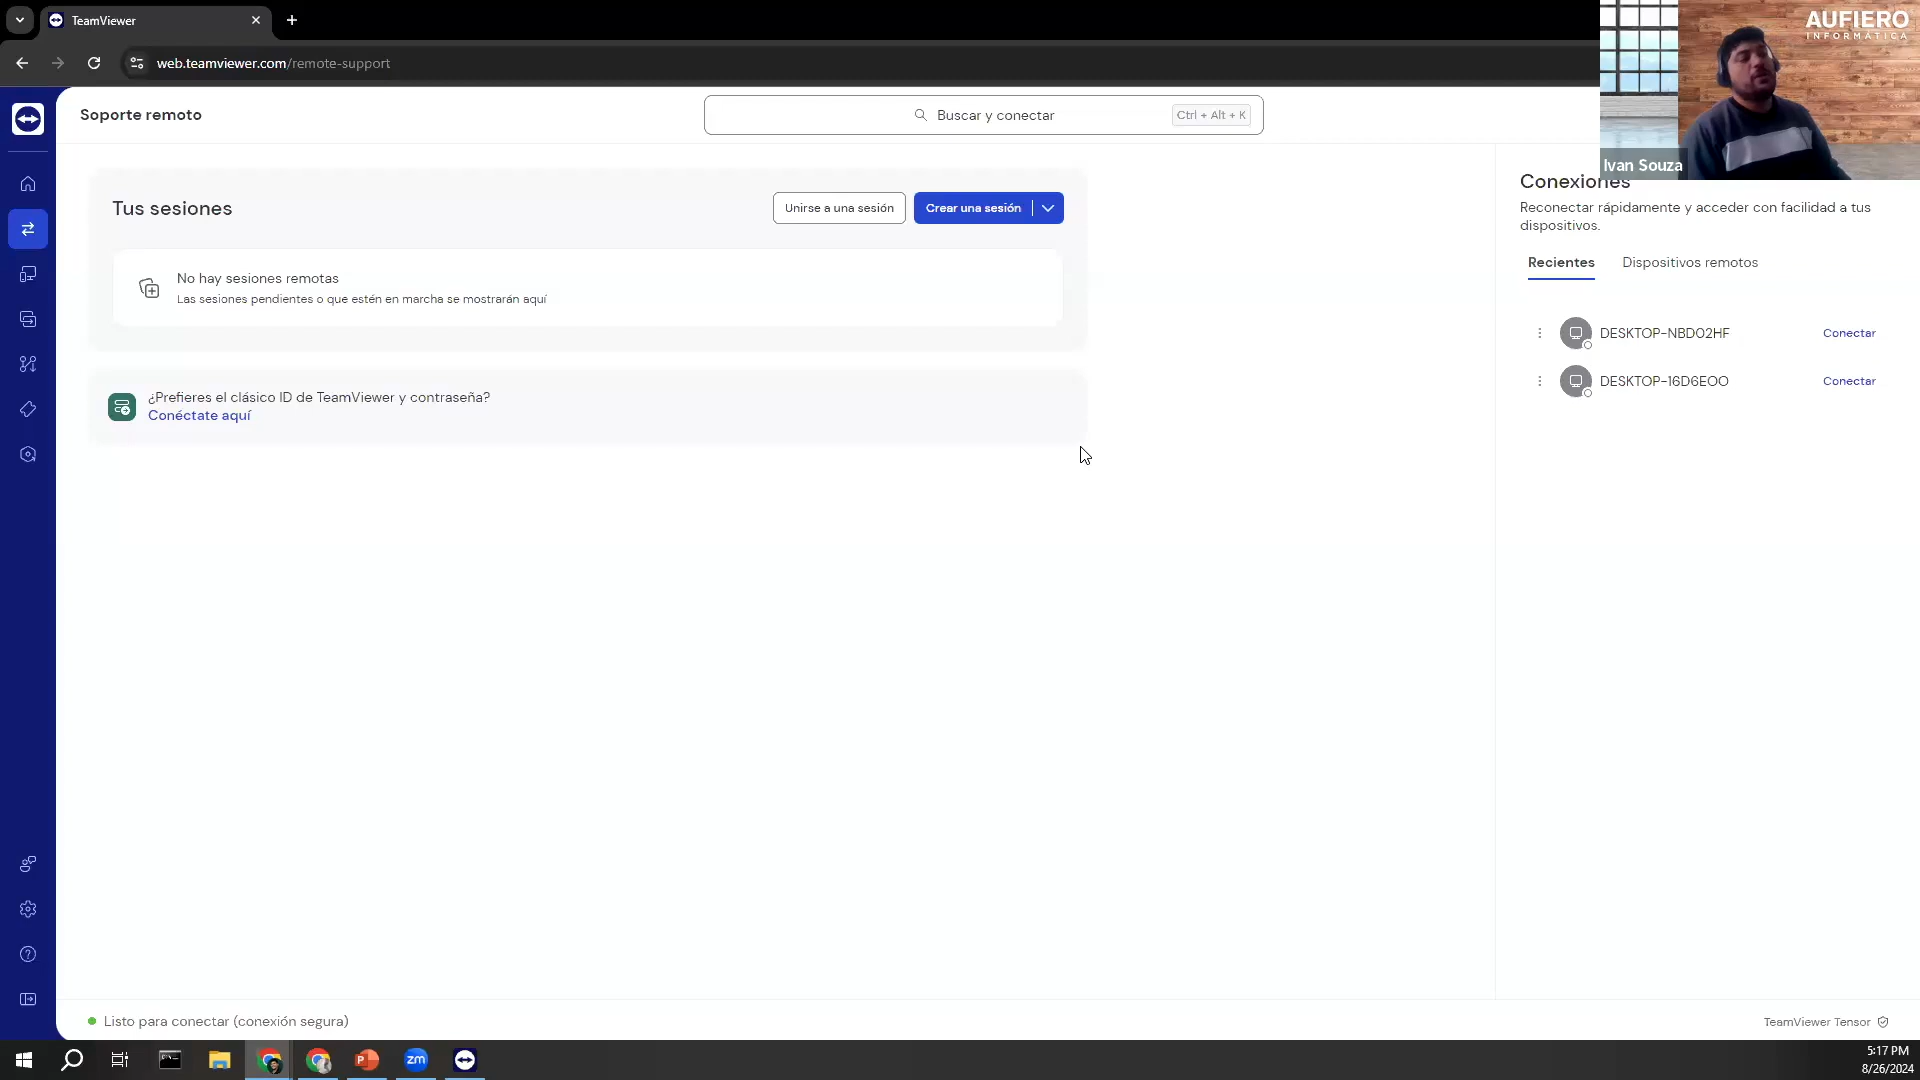 TeamViewer
web.teamviewer.com/remote-support
AUFIERO
INFORMÁTICA
Ivan Souza
Soporte remoto
Buscar y conectar
Ctrl + Alt + K
Tus sesiones
Unirse a una sesión
Crear una sesión
No hay sesiones remotas
Las sesiones pendientes o que estén en marcha se mostrarán aquí
¿Prefieres el clásico ID de TeamViewer y contraseña?
Conéctate aquí
Conexiones
Reconectar rápidamente y acceder con facilidad a tus
dispositivos.
Recientes
Dispositivos remotos
DESKTOP-NBD02HF
Conectar
DESKTOP-16D6EOO
Conectar
Listo para conectar (conexión segura)
TeamViewer Tensor
zm
5:17 PM
8/26/2024